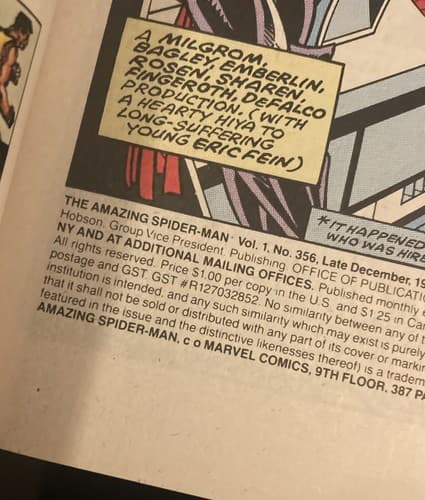 A MILGROM,
BAGLEY, EMBERLIN,
ROSEN, SHAREN,
FINGEROTH, DEFALCO
PRODUCTION. (WITH
A HEARTY HIYA TO
LONG-SUFFERING
YOUNG ERIC FEIN)
*IT HAPPENED
WHO WAS HIRE
THE AMAZING SPIDER-MAN Vol. 1, No. 356, Late December, 19
Hobson, Group Vice President, Publishing. OFFICE OF PUBLICATI
NY AND AT ADDITIONAL MAILING OFFICES. Published monthly e
All rights reserved. Price $1.00 per copy in the U.S. and $1.25 in Can
postage and GST. GST #R127032852. No similarity between any of t
institution is intended, and any such similarity which may exist is purely
that it shall not be sold or distributed with any part of its cover or markin
featured in the issue and the distinctive likenesses thereof) is a tradem
AMAZING SPIDER-MAN, c o MARVEL COMICS, 9TH FLOOR, 387 PA